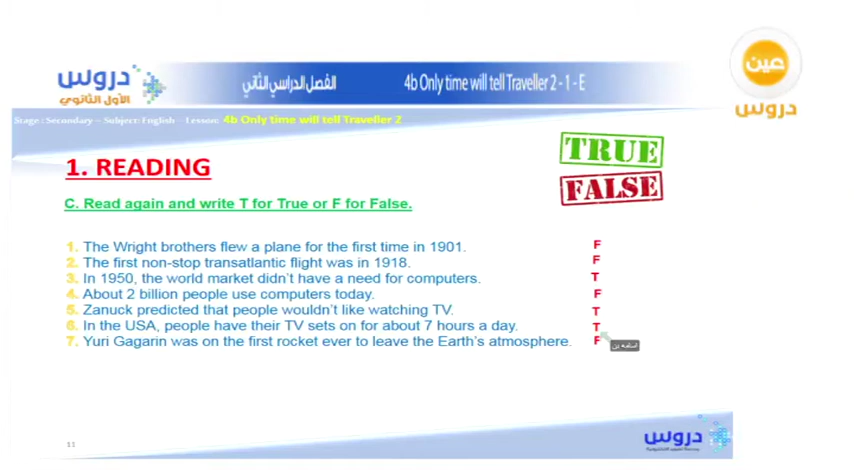 دروس
الأول الثانوي
الفصل الدراسي الثاني
4b Only time will tell Traveller 2 - 1 - E
عين
دروس
Stage : Secondary – Subject: English – Lesson: 4b Only time will tell Traveller 2
1. READING
TRUE
FALSE
C. Read again and write T for True or F for False.
1. The Wright brothers flew a plane for the first time in 1901. F
2. The first non-stop transatlantic flight was in 1918. F
3. In 1950, the world market didn't have a need for computers. T
4. About 2 billion people use computers today. F
5. Zanuck predicted that people wouldn't like watching TV. T
6. In the USA, people have their TV sets on for about 7 hours a day. T
7. Yuri Gagarin was on the first rocket ever to leave the Earth's atmosphere. F
اسامه بن
11
دروس